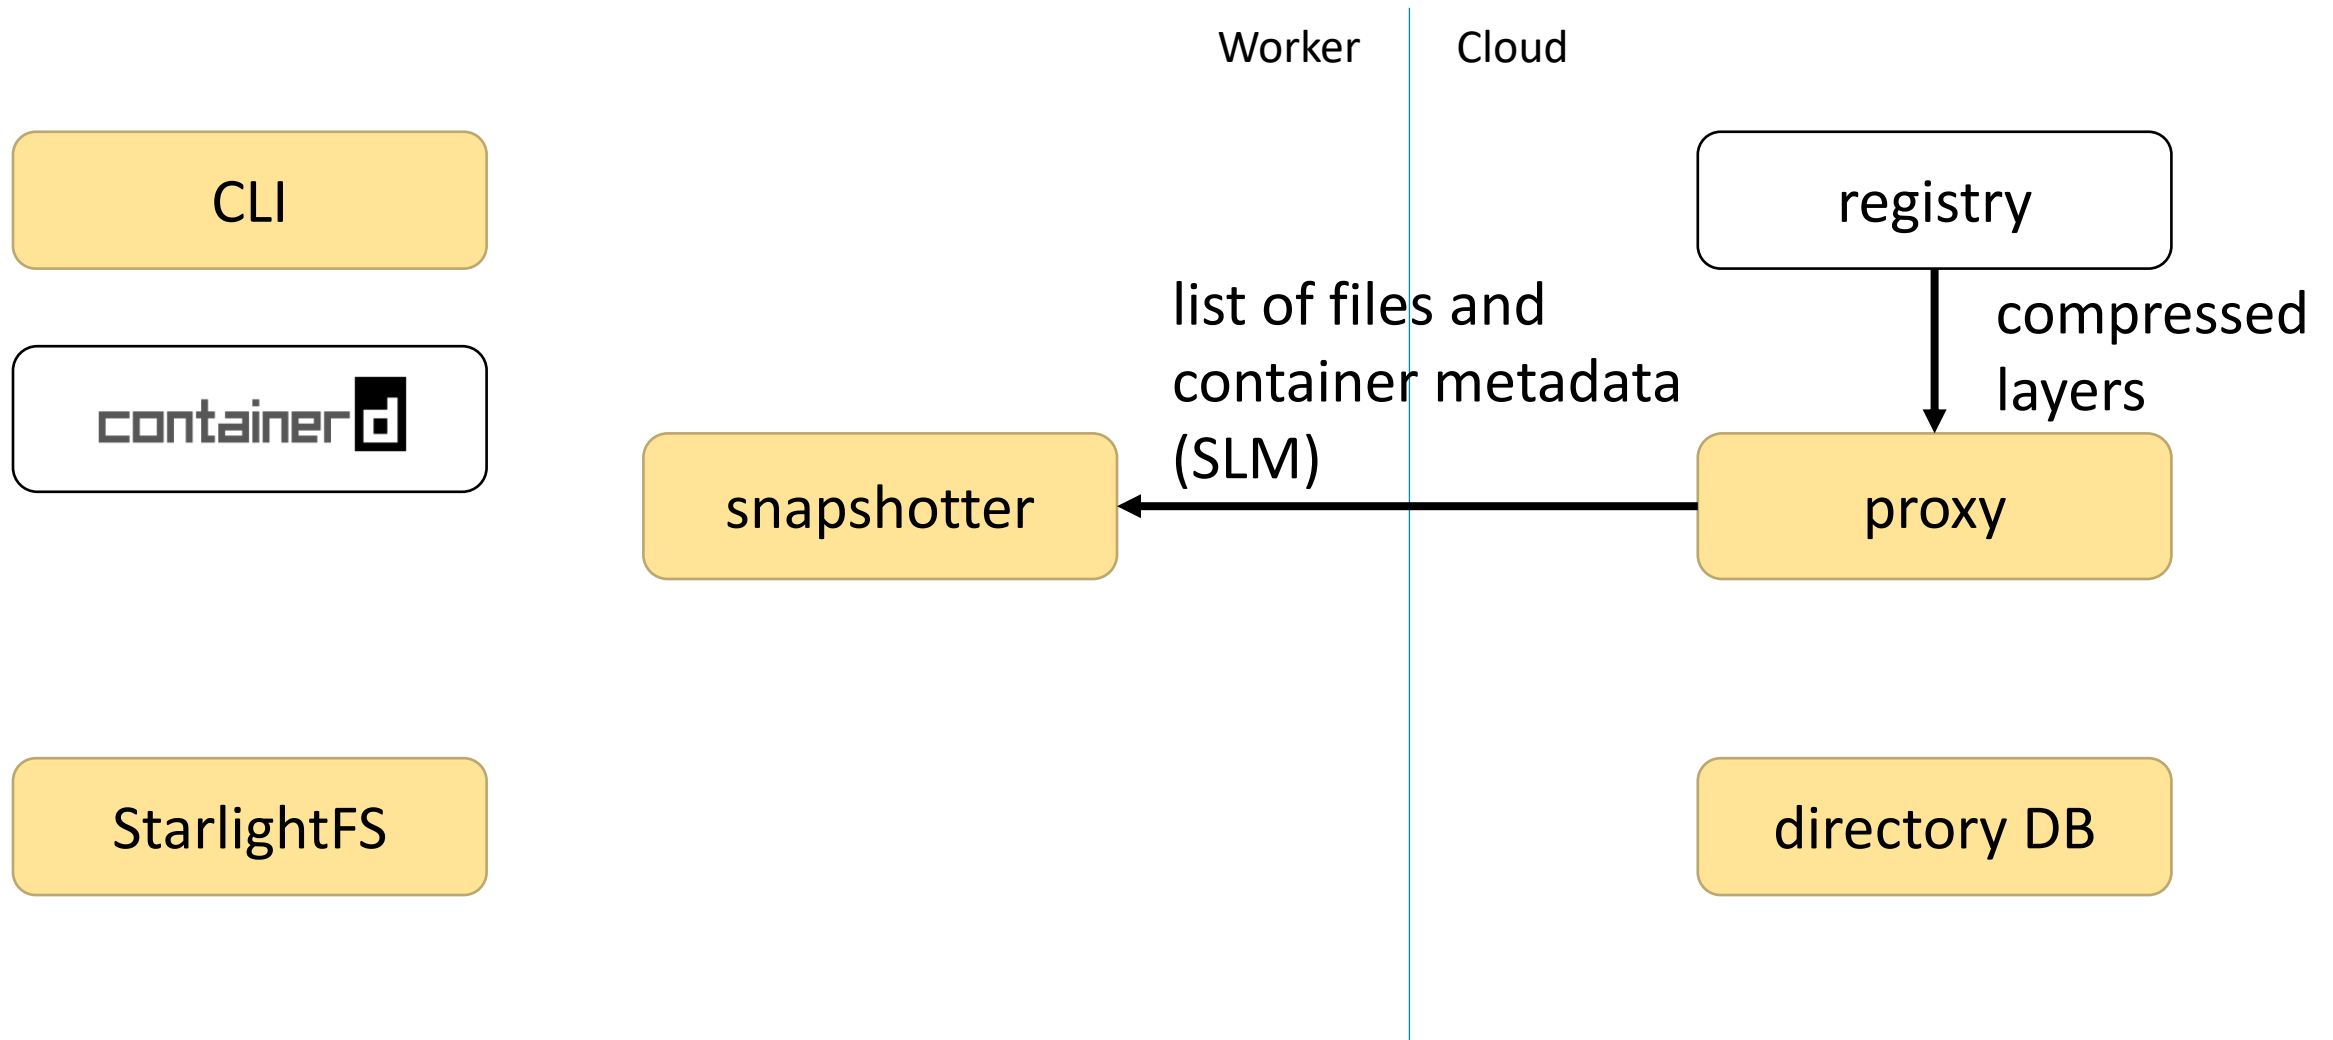 Worker
Cloud
CLI
registry
list of files and
container metadata
(SLM)
compressed
layers
containerd
snapshotter
proxy
StarlightFS
directory DB